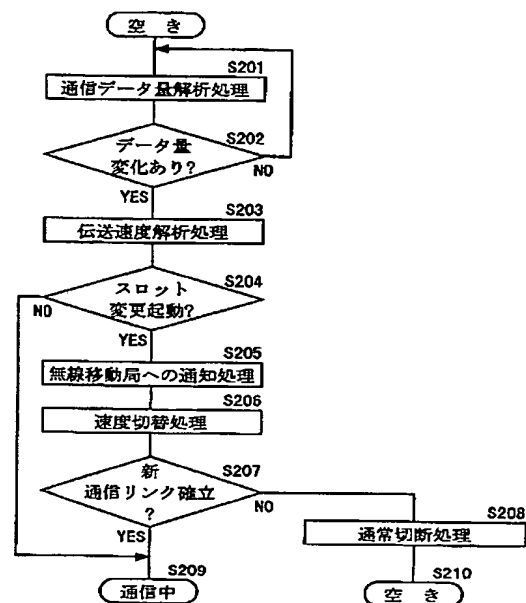 空き
S201
通信データ量解析処理
S202
データ量
変化あり?
NO
YES
S203
伝送速度解析処理
S204
スロット
変更起動?
NO
YES
S205
無線移動局への通知処理
S206
速度切替処理
S207
新
通信リンク確立
?
NO
YES
S208
通常切断処理
S209
通信中
S210
空き